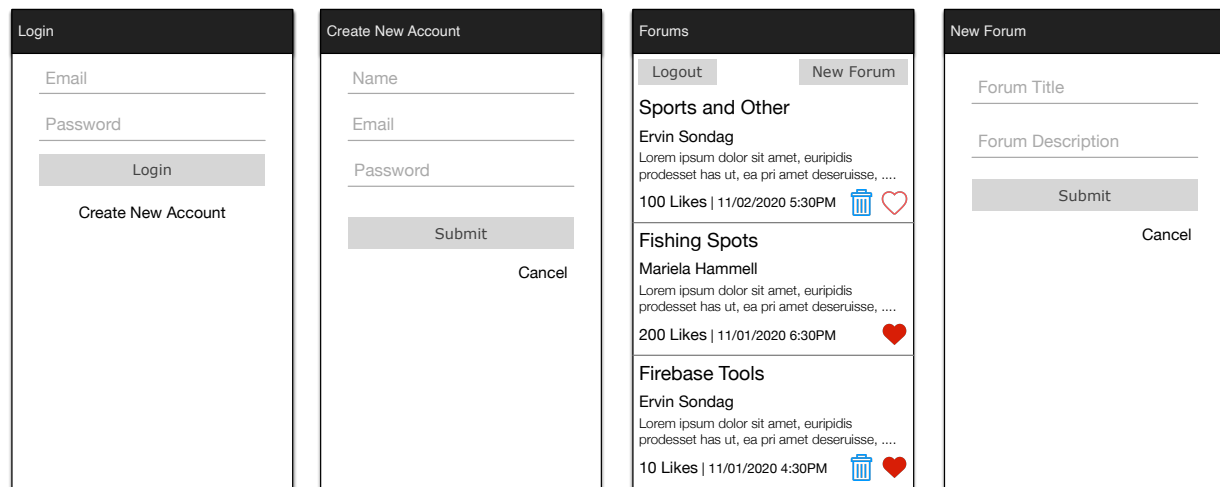 Login
Email
Password
Login
Create New Account
Create New Account
Name
Email
Password
Submit
Cancel
Forums
Logout
New Forum
Sports and Other
Ervin Sondag
Lorem ipsum dolor sit amet, euripidis
prodesset has ut, ea pri amet deseruisse, ....
100 Likes | 11/02/2020 5:30PM
Fishing Spots
Mariela Hammell
Lorem ipsum dolor sit amet, euripidis
prodesset has ut, ea pri amet deseruisse, ....
200 Likes | 11/01/2020 6:30PM
Firebase Tools
Ervin Sondag
Lorem ipsum dolor sit amet, euripidis
prodesset has ut, ea pri amet deseruisse, ....
10 Likes | 11/01/2020 4:30PM
New Forum
Forum Title
Forum Description
Submit
Cancel